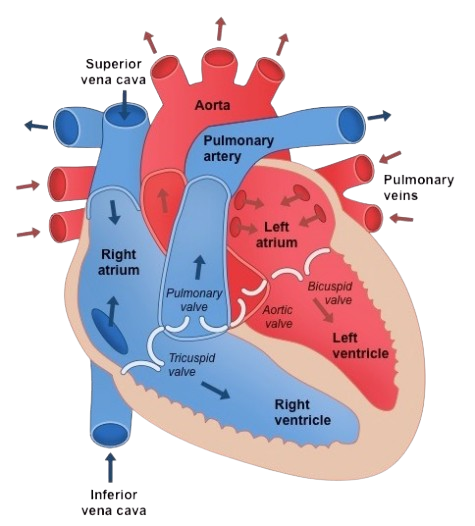 Superior
vena cava
Aorta
Pulmonary
artery
Pulmonary
veins
Left
atrium
Right
atrium
Pulmonary
valve
Aortic
valve
Bicuspid
valve
Left
ventricle
Tricuspid
valve
Right
ventricle
Inferior
vena cava